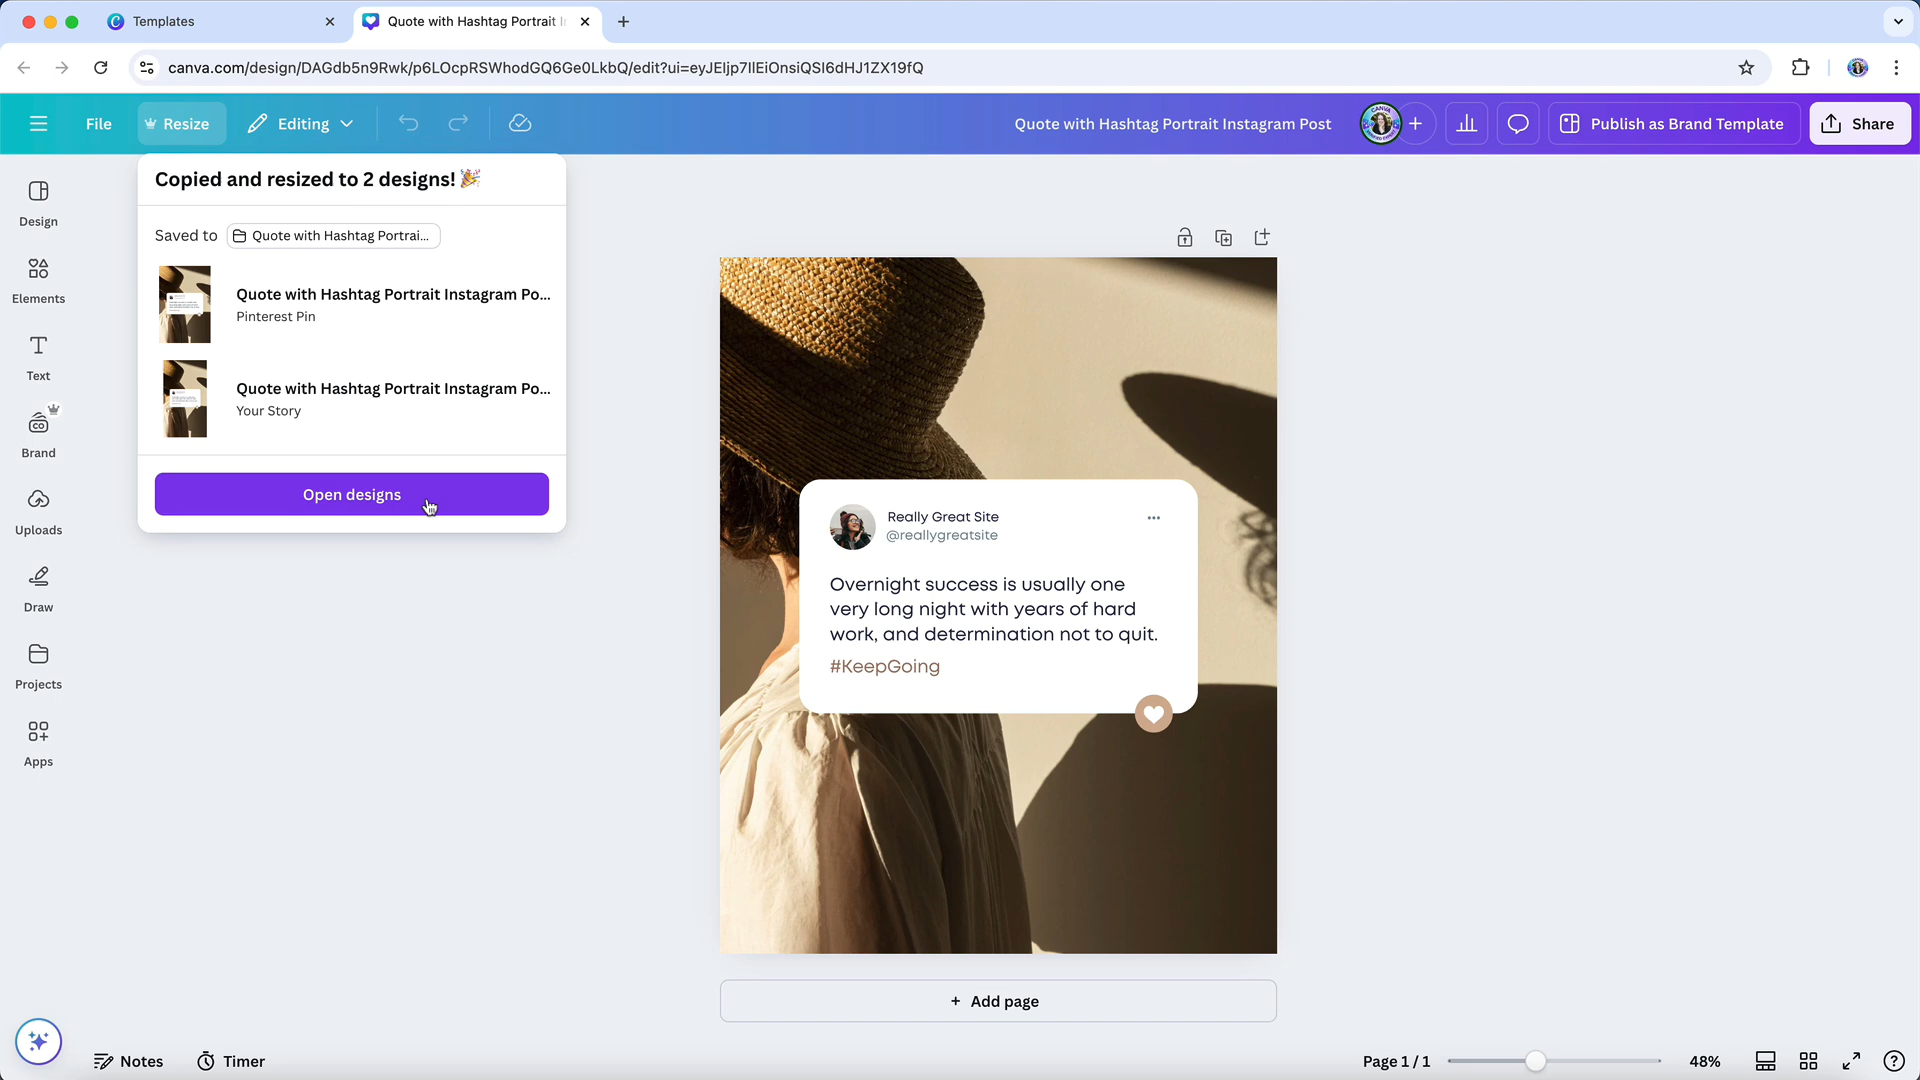 Templates
Quote with Hashtag Portrait I
canva.com/design/DAGdb5n9Rwk/p6LOcpRSWhodGQ6Ge0LkbQ/edit?ui=eyJEIjp7IlEiOnsiQSI6dHJ1ZX19fQ
File
Resize
Editing
Quote with Hashtag Portrait Instagram Post
Publish as Brand Template
Share
Design
Elements
Text
Brand
Uploads
Draw
Projects
Apps
Copied and resized to 2 designs! 🎉
Saved to
Quote with Hashtag Portrai...
Quote with Hashtag Portrait Instagram Po...
Pinterest Pin
Quote with Hashtag Portrait Instagram Po...
Your Story
Open designs
Really Great Site
@reallygreatsite
Overnight success is usually one
very long night with years of hard
work, and determination not to quit.
#KeepGoing
+ Add page
Notes
Timer
Page 1 / 1
48%